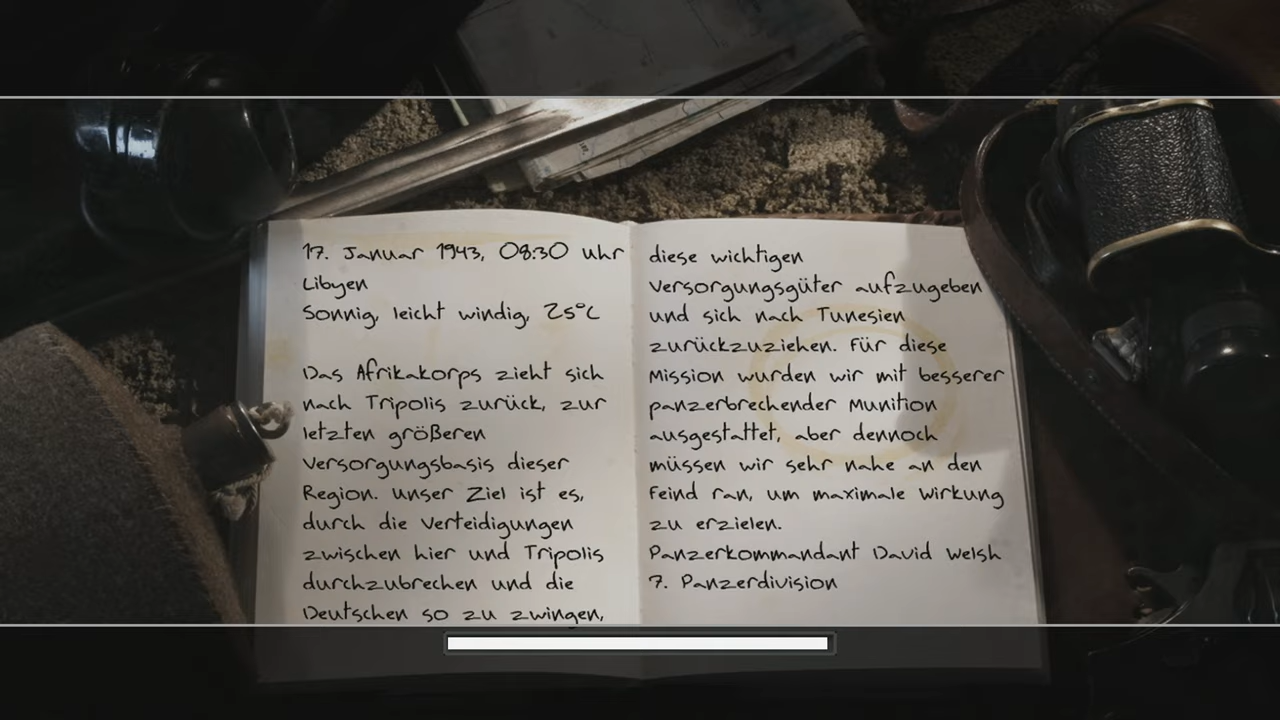 17. Januar 1943, 08:30 Uhr
Libyen
Sonnig, leicht windig, 25°C
Das Afrikakorps zieht sich
nach Tripolis zurück, zur
letzten größeren
Versorgungsbasis dieser
Region. Unser Ziel ist es,
durch die Verteidigungen
zwischen hier und Tripolis
durchzubrechen und die
Deutschen so zu zwingen,
diese wichtigen
Versorgungsgüter aufzugeben
und sich nach Tunesien
zurückzuziehen. Für diese
Mission wurden wir mit besserer
panzerbrechender Munition
ausgestattet, aber dennoch
müssen wir sehr nahe an den
Feind ran, um maximale Wirkung
zu erzielen.
Panzerkommandant David Welsh
7. Panzerdivision